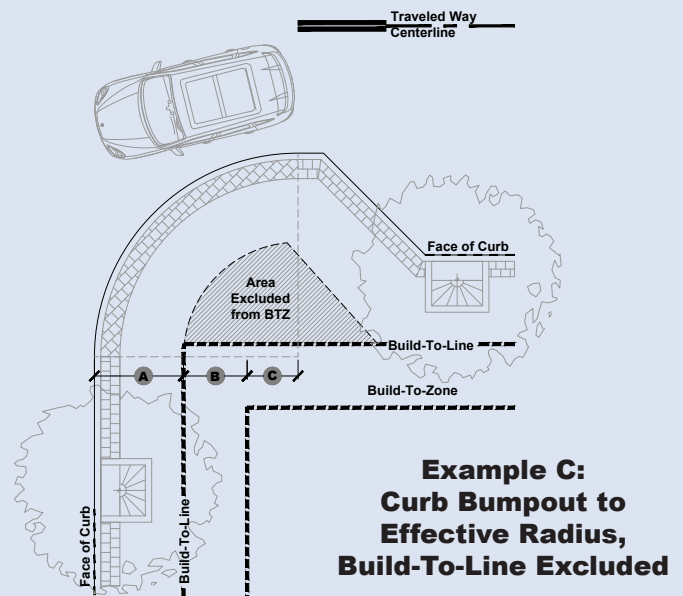 Traveled Way
Centerline
Face of Curb
Area
Excluded
from BTZ
Build-To-Line
A
B
C
Build-To-Zone
Face of Curb
Build-To-Line
Example C:
Curb Bumpout to
Effective Radius,
Build-To-Line Excluded